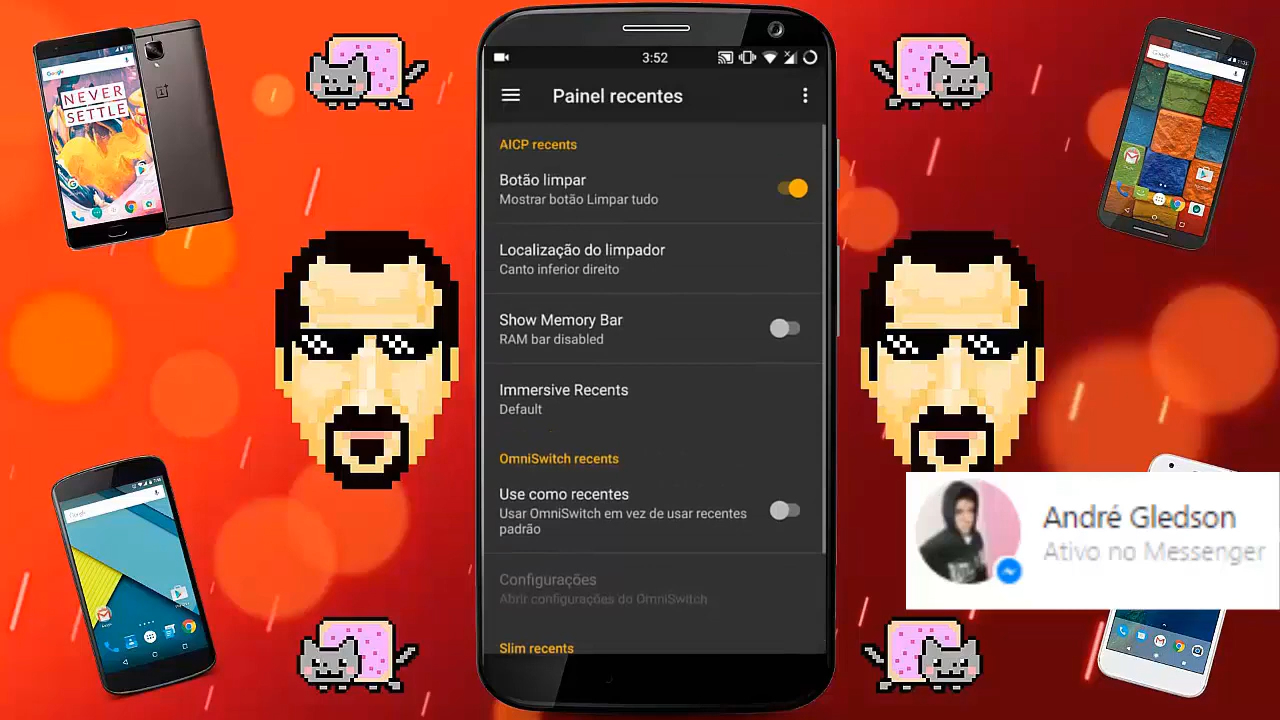 NEVER
SETTLE
Google
3:52
Painel recentes
AICP recents
Botão limpar
Mostrar botão Limpar tudo
Localização do limpador
Canto inferior direito
Show Memory Bar
RAM bar disabled
Immersive Recents
Default
OmniSwitch recents
Use como recentes
Usar OmniSwitch em vez de usar recentes
padrão
Configurações
Abrir configurações do OmniSwitch
Slim recents
André Gledson
Ativo no Messenger